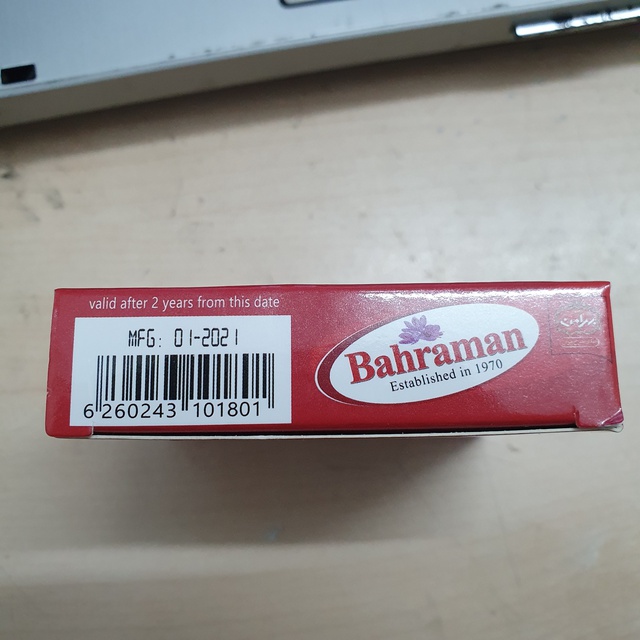 valid after 2 years from this date
MFG: 01-2021
6 260243 101801
Bahraman
Established in 1970